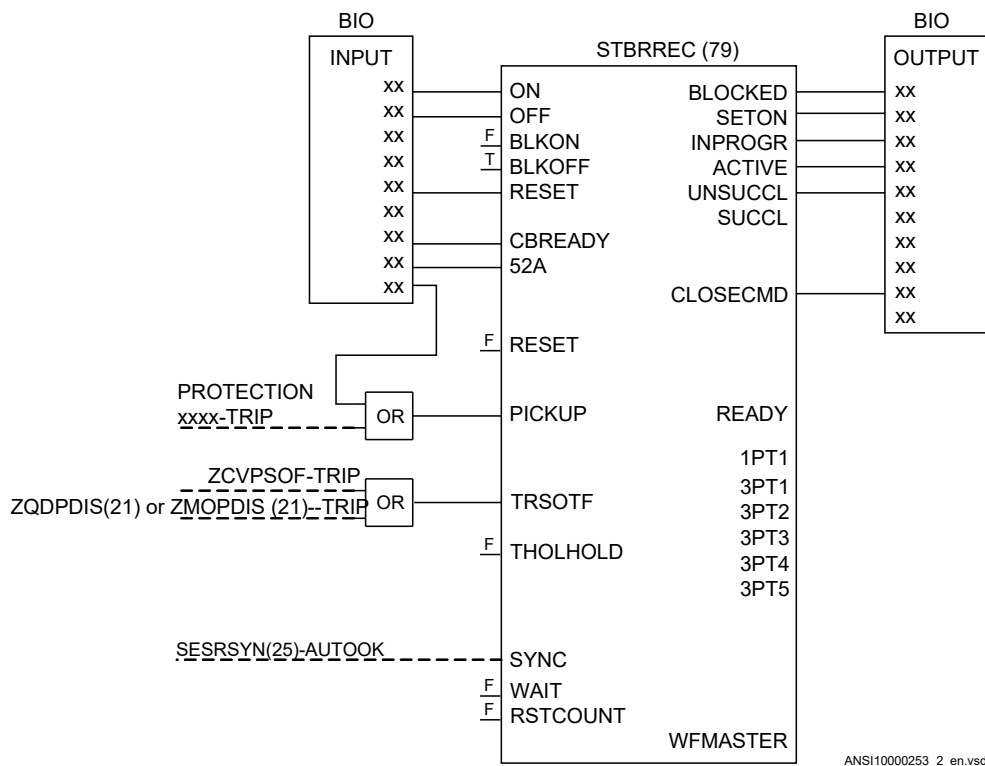 BIO
INPUT
xx
xx
xx
xx
xx
xx
xx
xx
xx
STBRREC (79)
ON
OFF
F
BLKON
T
BLKOFF
RESET
CBREADY
52A
F
RESET
PROTECTION
xxxx-TRIP
OR
PICKUP
ZCVPSOF-TRIP
ZQDPDIS(21) or ZMOPDIS (21)--TRIP
OR
TRSOTF
F
THOLHOLD
SESRSYN(25)-AUTOOK
SYNC
F
WAIT
F
RSTCOUNT
BLOCKED
SETON
INPROGR
ACTIVE
UNSUCCL
SUCCL
CLOSECMD
READY
1PT1
3PT1
3PT2
3PT3
3PT4
3PT5
WFMASTER
BIO
OUTPUT
xx
xx
xx
xx
xx
xx
xx
xx
xx
xx
ANSI10000253_2_en.vsd